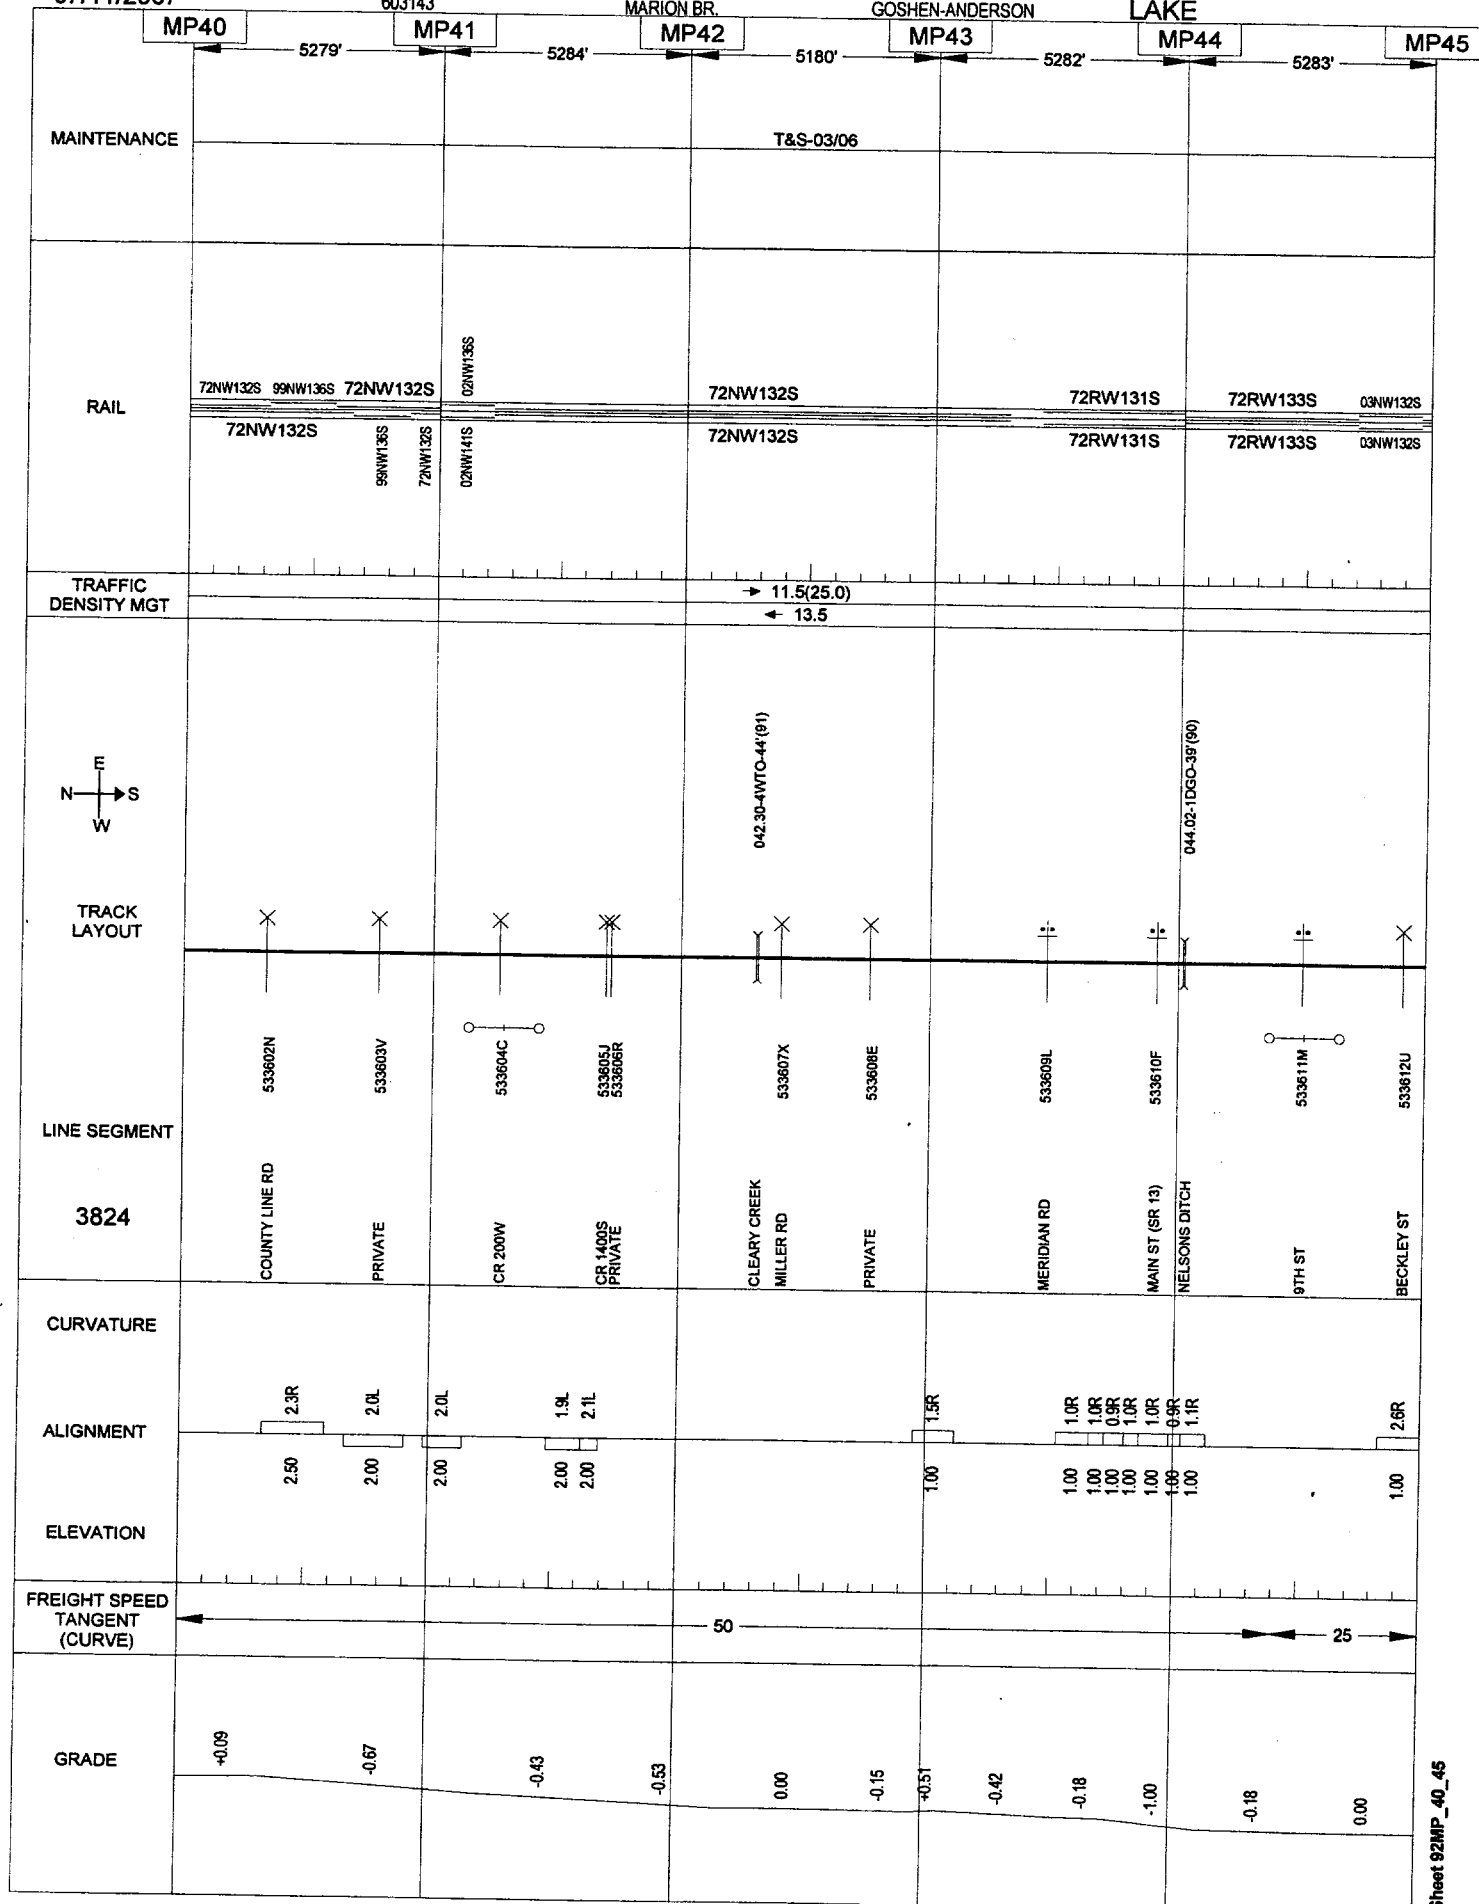 603143
MARION BR.
GOSHEN-ANDERSON
LAKE
MP40
MP41
MP42
MP43
MP44
MP45
5279'
5284'
5180'
5282'
5283'
MAINTENANCE
T&S-03/06
RAIL
72NW132S
99NW136S
72NW132S
02NW136S
72NW132S
72RW131S
72RW133S
03NW132S
72NW132S
99NW136S
72NW132S
02NW141S
72NW132S
72RW131S
72RW133S
03NW132S
TRAFFIC
DENSITY MGT
11.5(25.0)
13.5
E
N
S
W
042.30-4WTO-44'(91)
044.02-1DGO-39'(90)
TRACK
LAYOUT
533602N
533603V
533604C
533605J
533606R
533607X
533608E
533609L
533610F
533611M
533612U
LINE SEGMENT
3824
COUNTY LINE RD
PRIVATE
CR 200W
CR 1400S
PRIVATE
CLEARY CREEK
MILLER RD
PRIVATE
MERIDIAN RD
MAIN ST (SR 13)
NELSONS DITCH
9TH ST
BECKLEY ST
CURVATURE
2.3R
2.0L
2.0L
1.9L
2.1L
1.5R
1.0R
1.0R
0.9R
1.0R
1.0R
0.9R
1.1R
2.6R
ALIGNMENT
2.50
2.00
2.00
2.00
2.00
1.00
1.00
1.00
1.00
1.00
1.00
1.00
1.00
1.00
ELEVATION
FREIGHT SPEED
TANGENT
(CURVE)
50
25
GRADE
+0.09
-0.67
-0.43
-0.53
0.00
-0.15
+0.51
-0.42
-0.18
-1.00
-0.18
0.00
Sheet 92MP_40_45